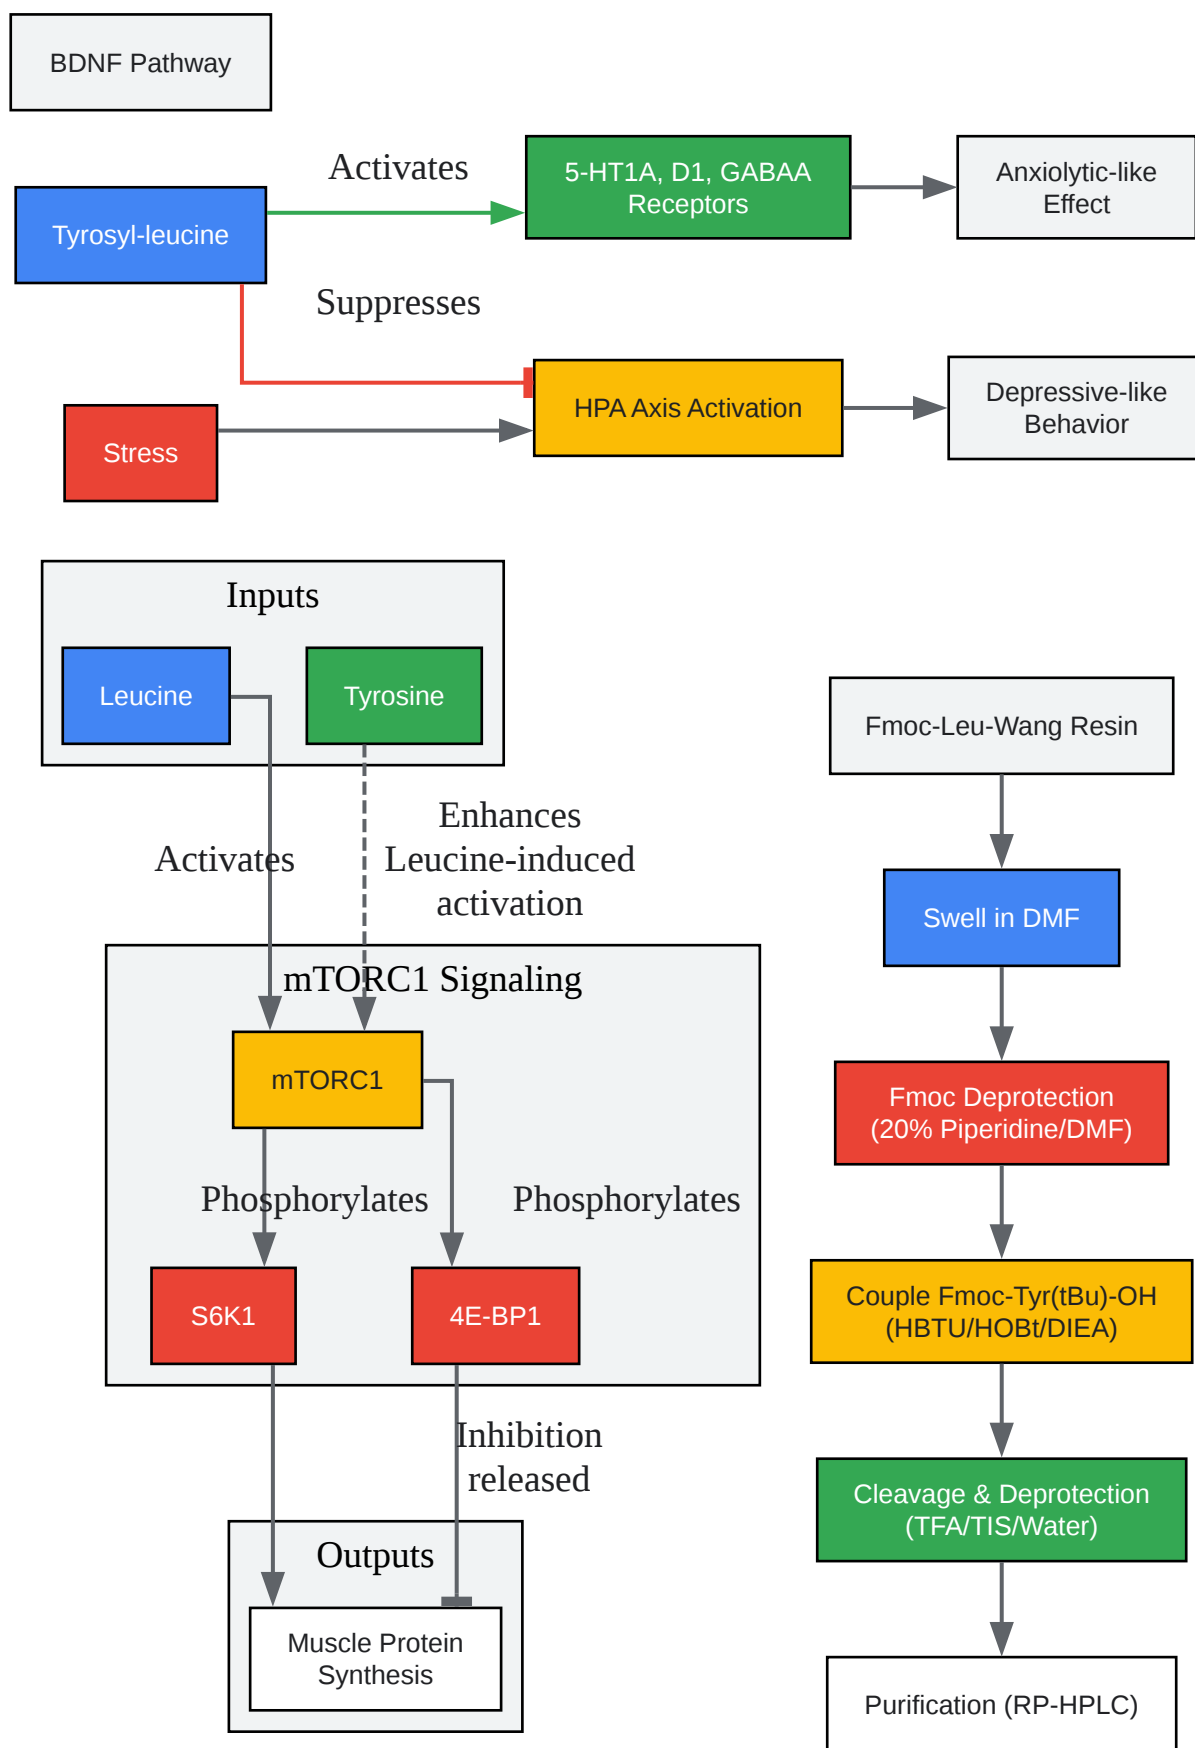 BDNF Pathway
Activates
5-HT1A, D1, GABAA
Receptors
Anxiolytic-like
Effect
Tyrosyl-leucine
Suppresses
HPA Axis Activation
Depressive-like
Behavior
Stress
Inputs
Leucine
Tyrosine
Activates
Enhances
Leucine-induced
activation
mTORC1 Signaling
mTORC1
Phosphorylates
Phosphorylates
S6K1
4E-BP1
Inhibition
released
Outputs
Muscle Protein
Synthesis
Fmoc-Leu-Wang Resin
Swell in DMF
Fmoc Deprotection
(20% Piperidine/DMF)
Couple Fmoc-Tyr(tBu)-OH
(HBTU/HOBt/DIEA)
Cleavage & Deprotection
(TFA/TIS/Water)
Purification (RP-HPLC)